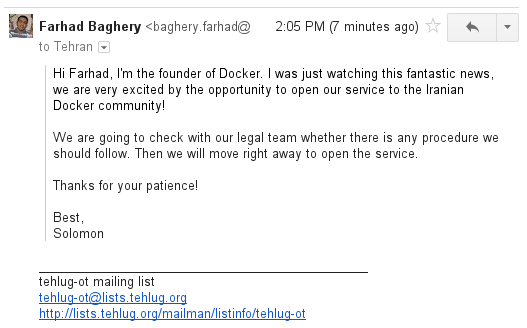 Farhad Baghery <baghery.farhad@ 2:05 PM (7 minutes ago)
to Tehran
Hi Farhad, I'm the founder of Docker. I was just watching this fantastic news,
we are very excited by the opportunity to open our service to the Iranian
Docker community!
We are going to check with our legal team whether there is any procedure we
should follow. Then we will move right away to open the service.
Thanks for your patience!
Best,
Solomon
tehlug-ot mailing list
tehlug-ot@lists.tehlug.org
http://lists.tehlug.org/mailman/listinfo/tehlug-ot